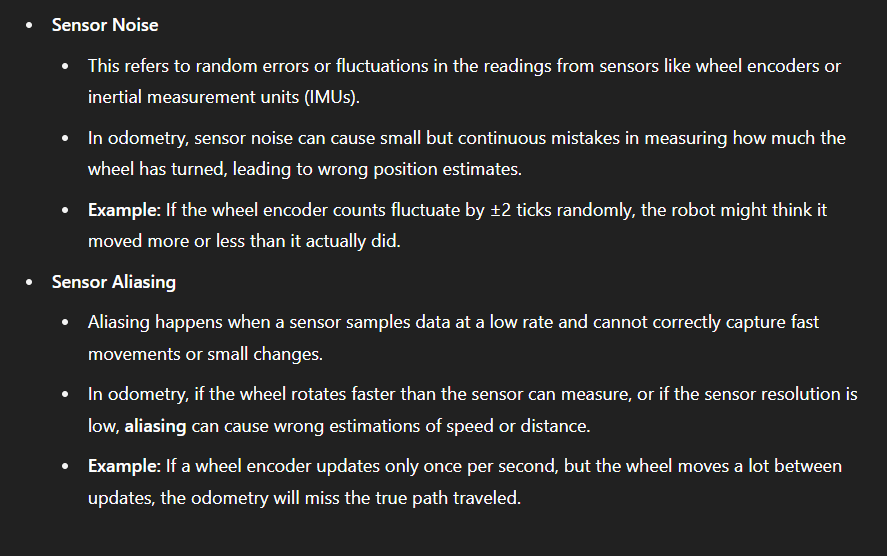 Sensor Noise
This refers to random errors or fluctuations in the readings from sensors like wheel encoders or
inertial measurement units (IMUs).
In odometry, sensor noise can cause small but continuous mistakes in measuring how much the
wheel has turned, leading to wrong position estimates.
Example: If the wheel encoder counts fluctuate by ±2 ticks randomly, the robot might think it
moved more or less than it actually did.
Sensor Aliasing
Aliasing happens when a sensor samples data at a low rate and cannot correctly capture fast
movements or small changes.
In odometry, if the wheel rotates faster than the sensor can measure, or if the sensor resolution is
low, aliasing can cause wrong estimations of speed or distance.
Example: If a wheel encoder updates only once per second, but the wheel moves a lot between
updates, the odometry will miss the true path traveled.